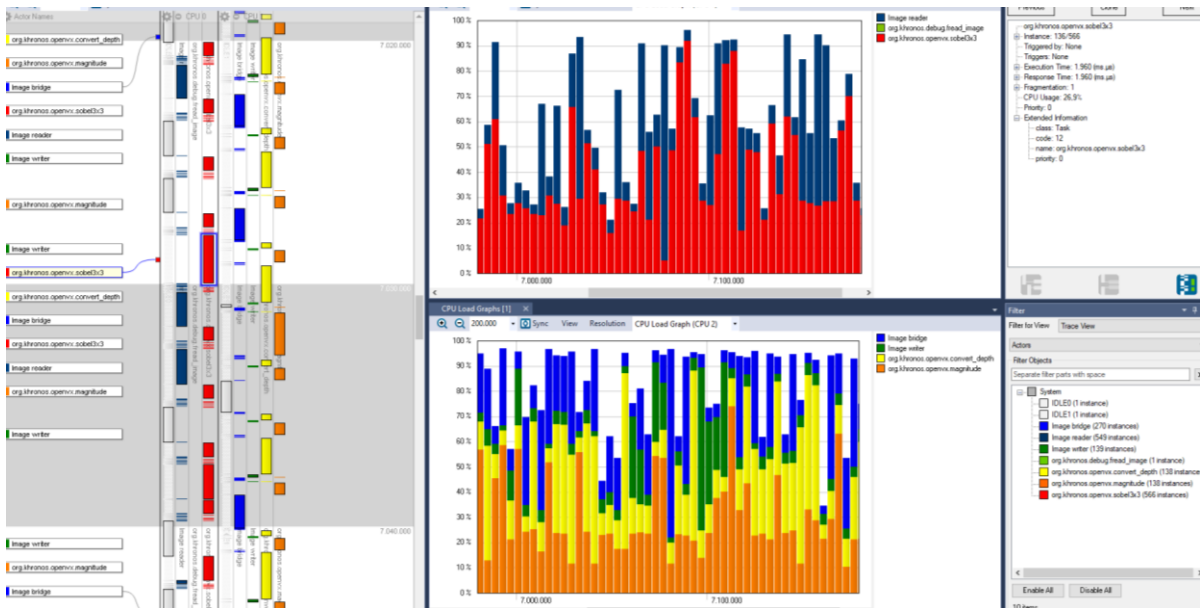 Actor Names
CPU 0
CPU
org.khronos.openvx.convert_depth
org.khronos.openvx.magnitude
Image bridge
org.khronos.openvx.sobel3x3
Image reader
Image writer
org.khronos.openvx.magnitude
Image writer
org.khronos.openvx.sobel3x3
org.khronos.openvx.convert_depth
Image bridge
org.khronos.openvx.sobel3x3
Image reader
org.khronos.openvx.magnitude
Image writer
Image writer
org.khronos.openvx.magnitude
Image bridge
7.020.000
7.030.000
7.040.000
100 %
90 %
80 %
70 %
60 %
50 %
40 %
30 %
20 %
10 %
0 %
7.000.000
7.100.000
Image reader
org.khronos.debug.fread_image
org.khronos.openvx.sobel3x3
CPU Load Graphs [1]
200.000
Sync
View
Resolution
CPU Load Graph (CPU 2)
100 %
90 %
80 %
70 %
60 %
50 %
40 %
30 %
20 %
10 %
0 %
7.000.000
7.100.000
Image bridge
Image writer
org.khronos.openvx.convert_depth
org.khronos.openvx.magnitude
org.khronos.openvx.sobel3x3
Instance: 136/566
Triggered by: None
Triggers: None
Execution Time: 1.960 (ms.µs)
Response Time: 1.960 (ms.µs)
Fragmentation: 1
CPU Usage: 26,9%
Priority: 0
Extended Information
class: Task
code: 12
name: org.khronos.openvx.sobel3x3
priority: 0
Filter
Filter for View
Trace View
Actors
Filter Objects
Separate filter parts with space
System
IDLE0 (1 instance)
IDLE1 (1 instance)
Image bridge (270 instances)
Image reader (549 instances)
Image writer (139 instances)
org.khronos.debug.fread_image (1 instance)
org.khronos.openvx.convert_depth (138 instance
org.khronos.openvx.magnitude (138 instances)
org.khronos.openvx.sobel3x3 (566 instances)
Enable All
Disable All